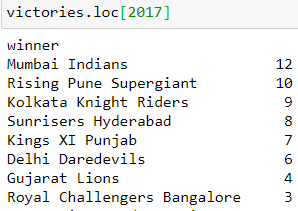 victories.loc[2017]
winner
Mumbai Indians 12
Rising Pune Supergiant 10
Kolkata Knight Riders 9
Sunrisers Hyderabad 8
Kings XI Punjab 7
Delhi Daredevils 6
Gujarat Lions 4
Royal Challengers Bangalore 3